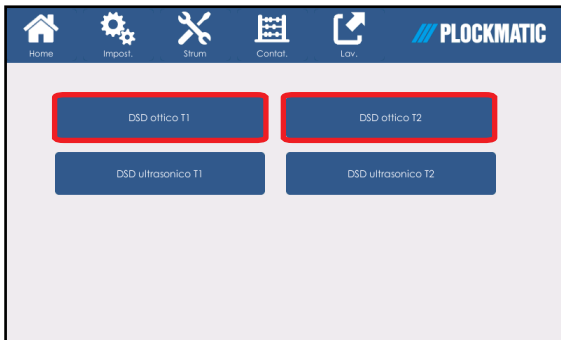 Home Impost. Strum Contat. Lav. PLOCKMATIC
DSD ottico T1 DSD ottico T2
DSD ultrasonico T1 DSD ultrasonico T2